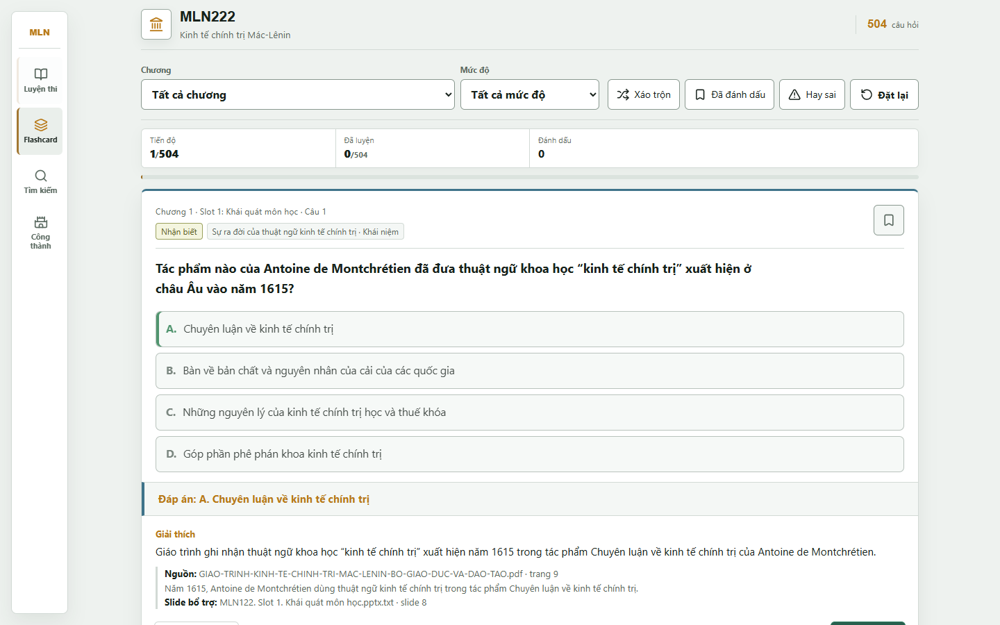 MLN
Luyện thi
Flashcard
Tìm kiếm
Công
thành
MLN222
Kinh tế chính trị Mác-Lênin
504 câu hỏi
Chương
Mức độ
Tất cả chương
Tất cả mức độ
Xáo trộn
Đã đánh dấu
Hay sai
Đặt lại
Tiến độ
1/504
Đã luyện
0/504
Đánh dấu
0
Chương 1 · Slot 1: Khái quát môn học · Câu 1
Nhận biết
Sự ra đời của thuật ngữ kinh tế chính trị · Khái niệm
Tác phẩm nào của Antoine de Montchrétien đã đưa thuật ngữ khoa học “kinh tế chính trị” xuất hiện ở
châu Âu vào năm 1615?
A. Chuyên luận về kinh tế chính trị
B. Bàn về bản chất và nguyên nhân của cải của các quốc gia
C. Những nguyên lý của kinh tế chính trị học và thuế khóa
D. Góp phần phê phán khoa kinh tế chính trị
Đáp án: A. Chuyên luận về kinh tế chính trị
Giải thích
Giáo trình ghi nhận thuật ngữ khoa học “kinh tế chính trị” xuất hiện năm 1615 trong tác phẩm Chuyên luận về kinh tế chính trị của Antoine de Montchrétien.
Nguồn: GIAO-TRINH-KINH-TE-CHINH-TRI-MAC-LENIN-BO-GIAO-DUC-VA-DAO-TAO.pdf · trang 9
Năm 1615, Antoine de Montchrétien dùng thuật ngữ kinh tế chính trị trong tác phẩm Chuyên luận về kinh tế chính trị.
Slide bổ trợ: MLN122. Slot 1. Khái quát môn học.pptx.txt · slide 8